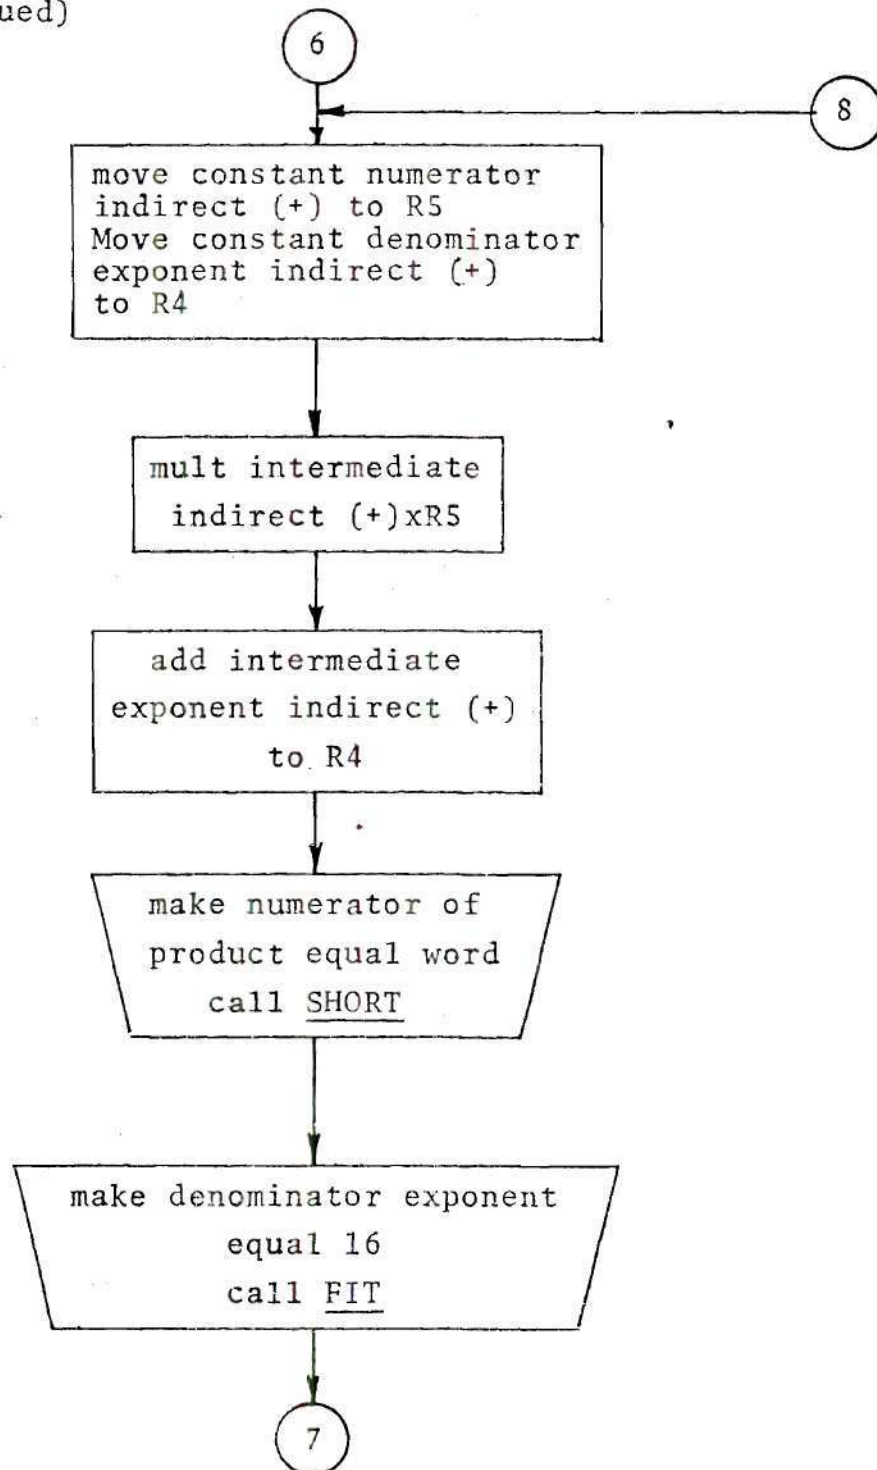 ued)
6
8
move constant numerator
indirect (+) to R5
Move constant denominator
exponent indirect (+)
to R4
mult intermediate
indirect (+)xR5
add intermediate
exponent indirect (+)
to R4
make numerator of
product equal word
call SHORT
make denominator exponent
equal 16
call FIT
7